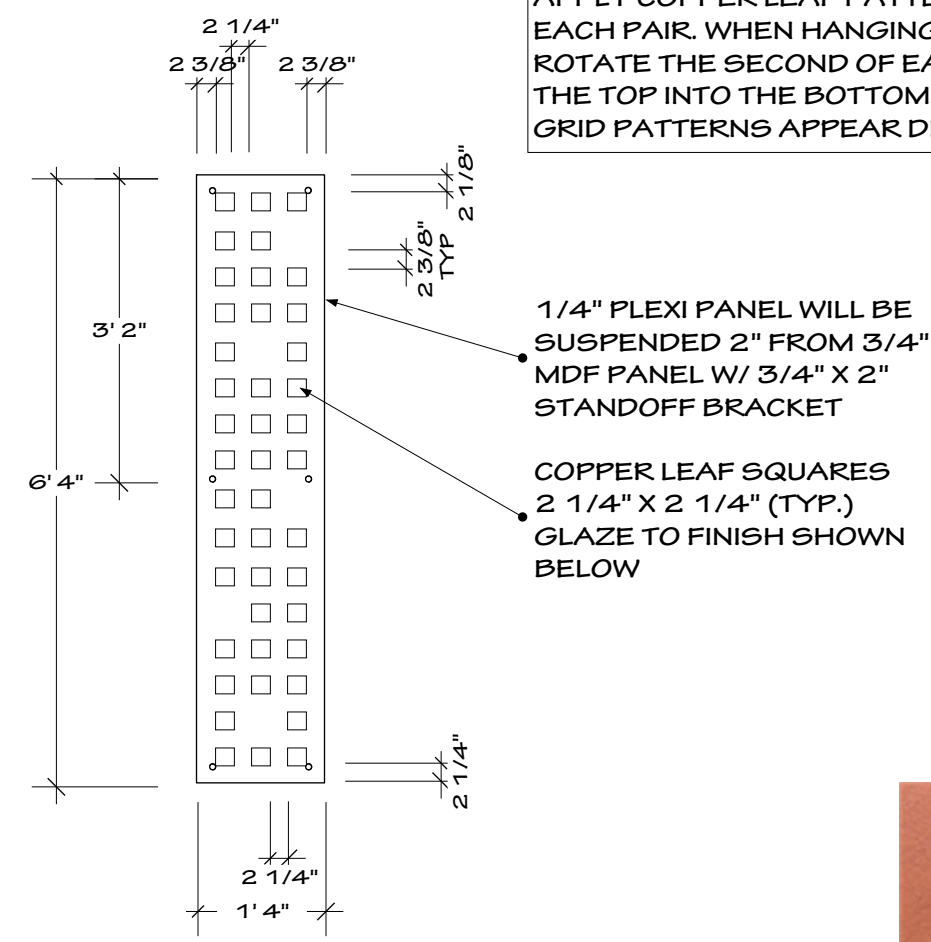 APPLY COPPER LEAF PATTE
EACH PAIR. WHEN HANGING
ROTATE THE SECOND OF EA
THE TOP INTO THE BOTTOM
GRID PATTERNS APPEAR D
2 1/4"
2 3/8"
2 3/8"
2 1/8"
2 3/8"
TYP
3' 2"
6' 4"
1/4" PLEXI PANEL WILL BE
SUSPENDED 2" FROM 3/4"
MDF PANEL W/ 3/4" X 2"
STANDOFF BRACKET
COPPER LEAF SQUARES
2 1/4" X 2 1/4" (TYP.)
GLAZE TO FINISH SHOWN
BELOW
2 1/4"
2 1/4"
1' 4"